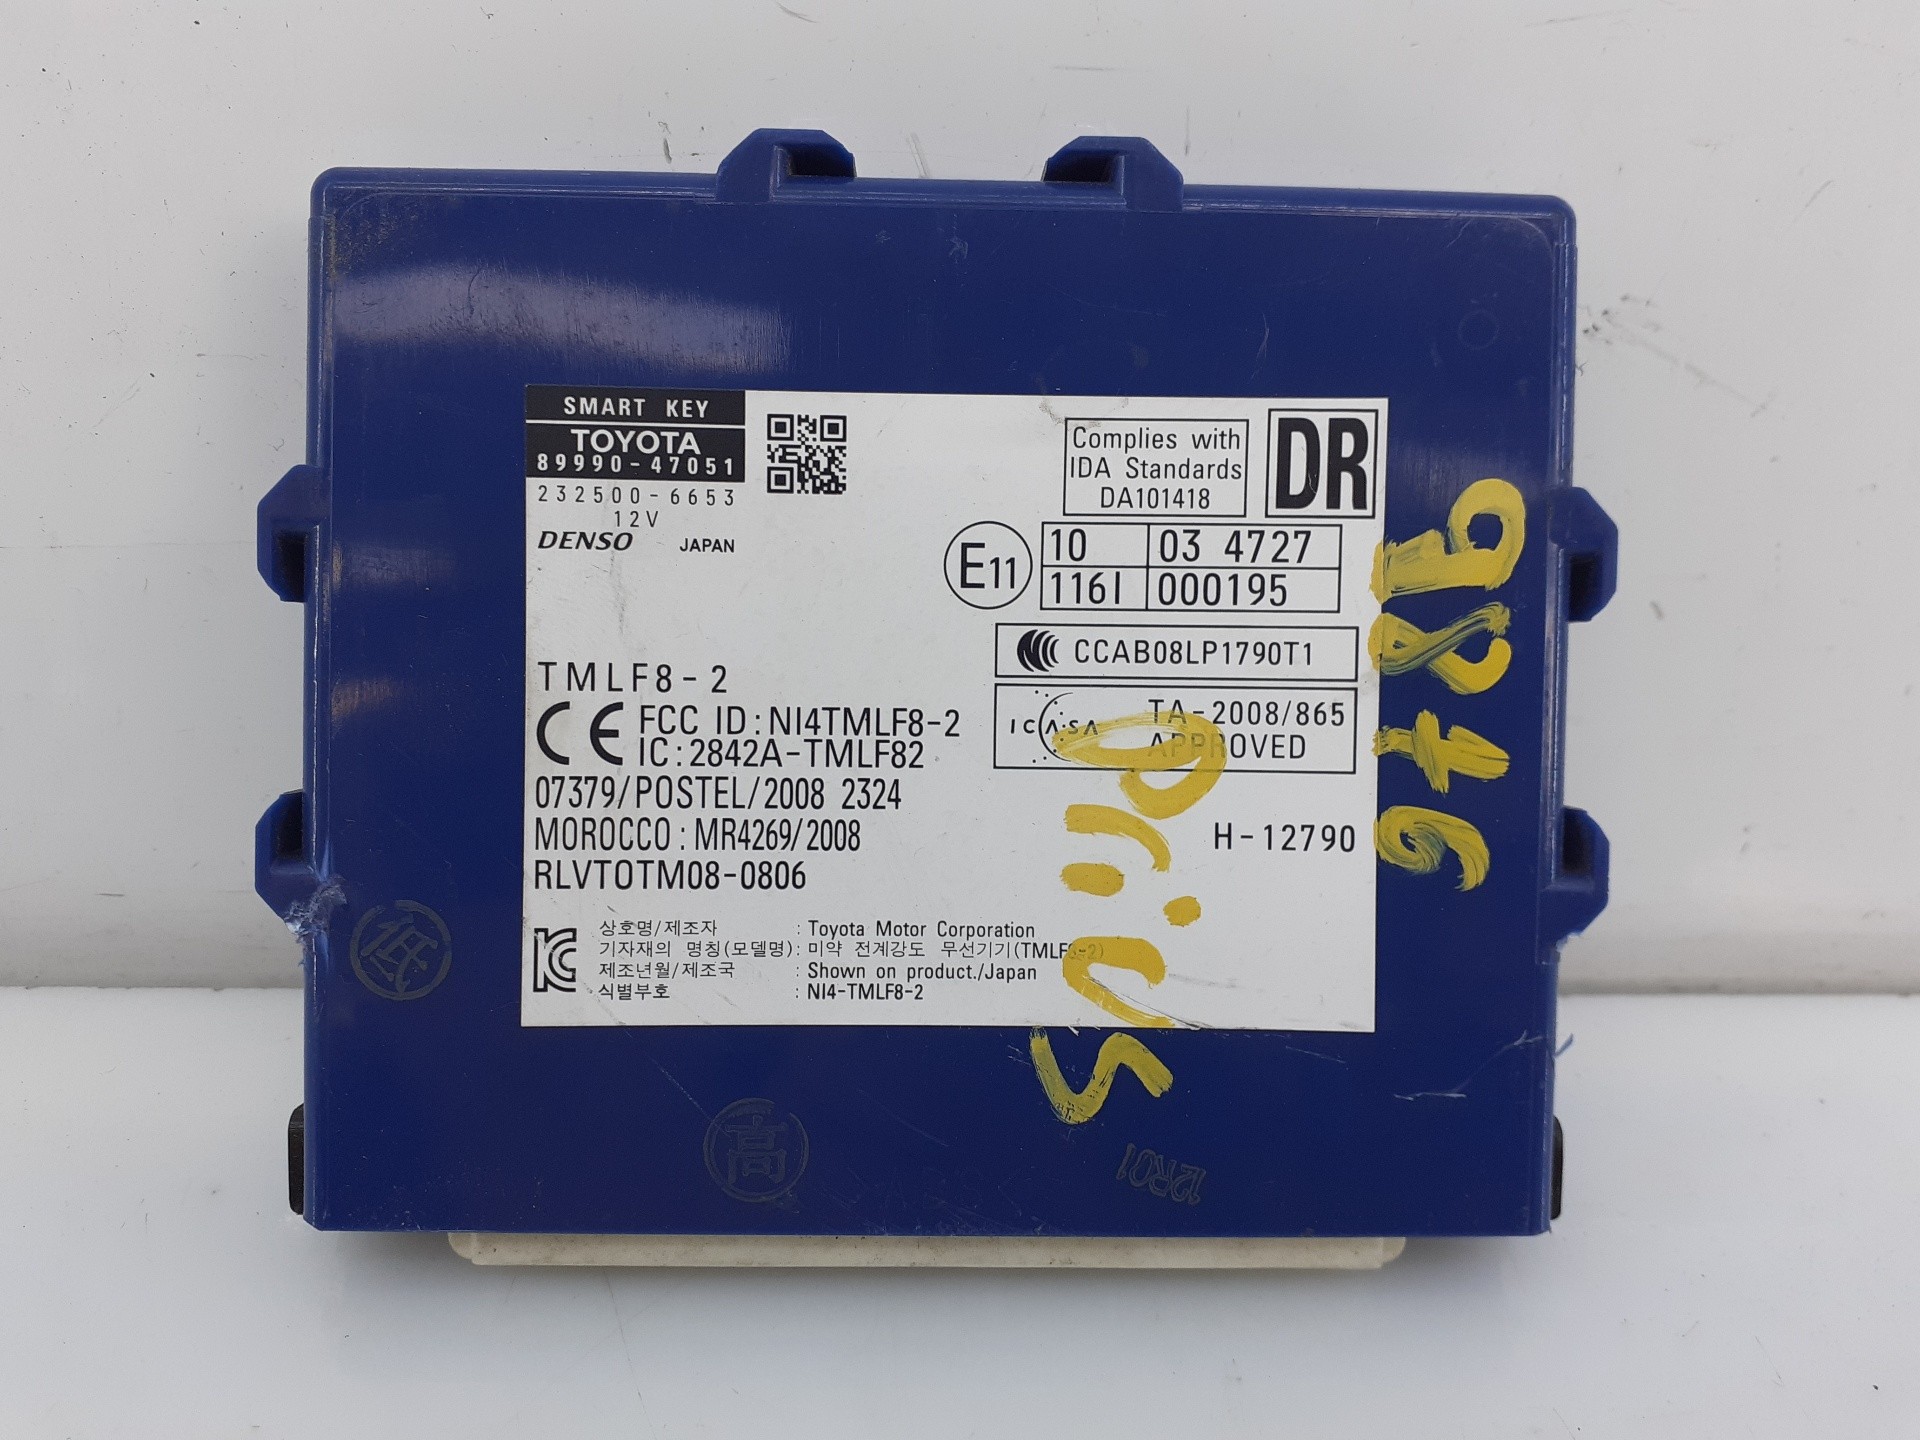 SMART KEY
TOYOTA
89990-47051
232500-6653
12V
DENSO JAPAN
Complies with
IDA Standards
DA101418
DR
E11
10 03 4727
116I 000195
CCAB08LP1790T1
TMLF8-2
ICASA TA-2008/865
APPROVED
CE FCC ID:NI4TMLF8-2
IC:2842A-TMLF82
07379/POSTEL/2008 2324
MOROCCO:MR4269/2008
H-12790
RLVTOTM08-0806
상호명/제조자 : Toyota Motor Corporation
기자재의 명칭(모델명) : 미약 전계강도 무선기기(TMLF8-2)
제조년월/제조국 : Shown on product./Japan
식별부호 : NI4-TMLF8-2
Prius
低
高
12R01